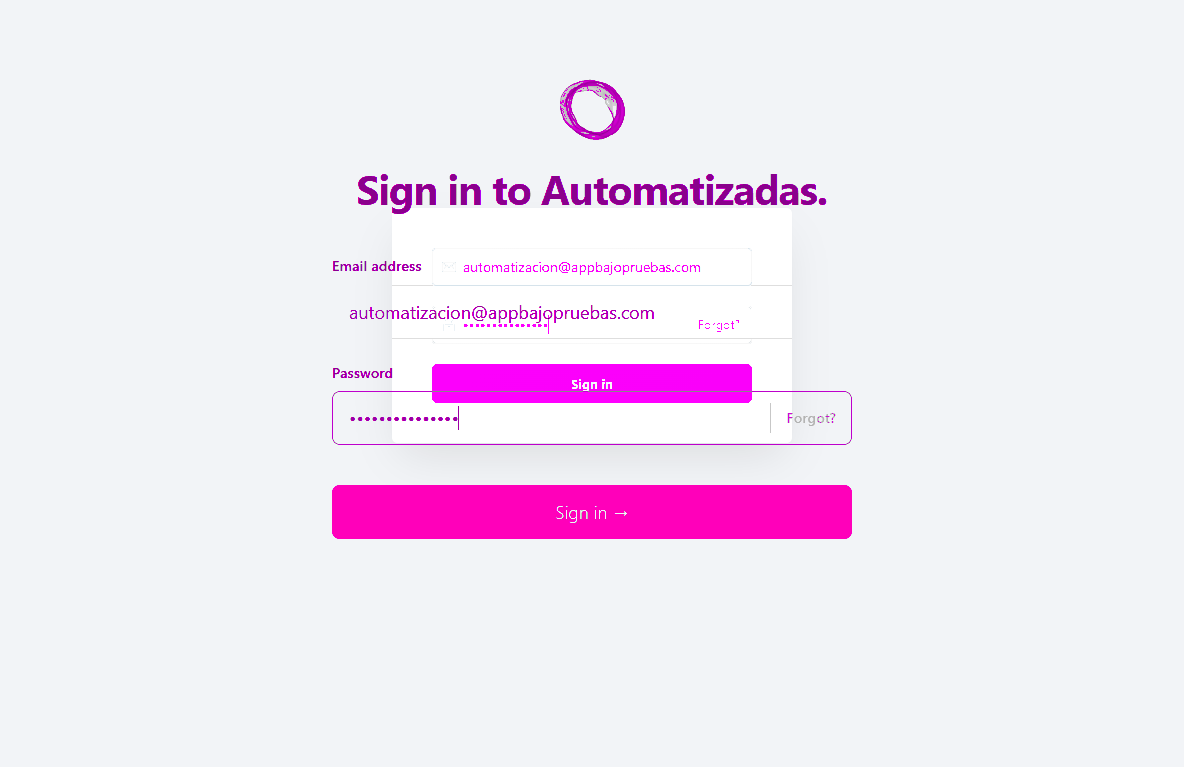 Sign in to Automatizadas.
Email address
automatizacion@appbajopruebas.com
automatizacion@appbajopruebas.com
Forgot?
Password
Sign in
Forgot?
Sign in →